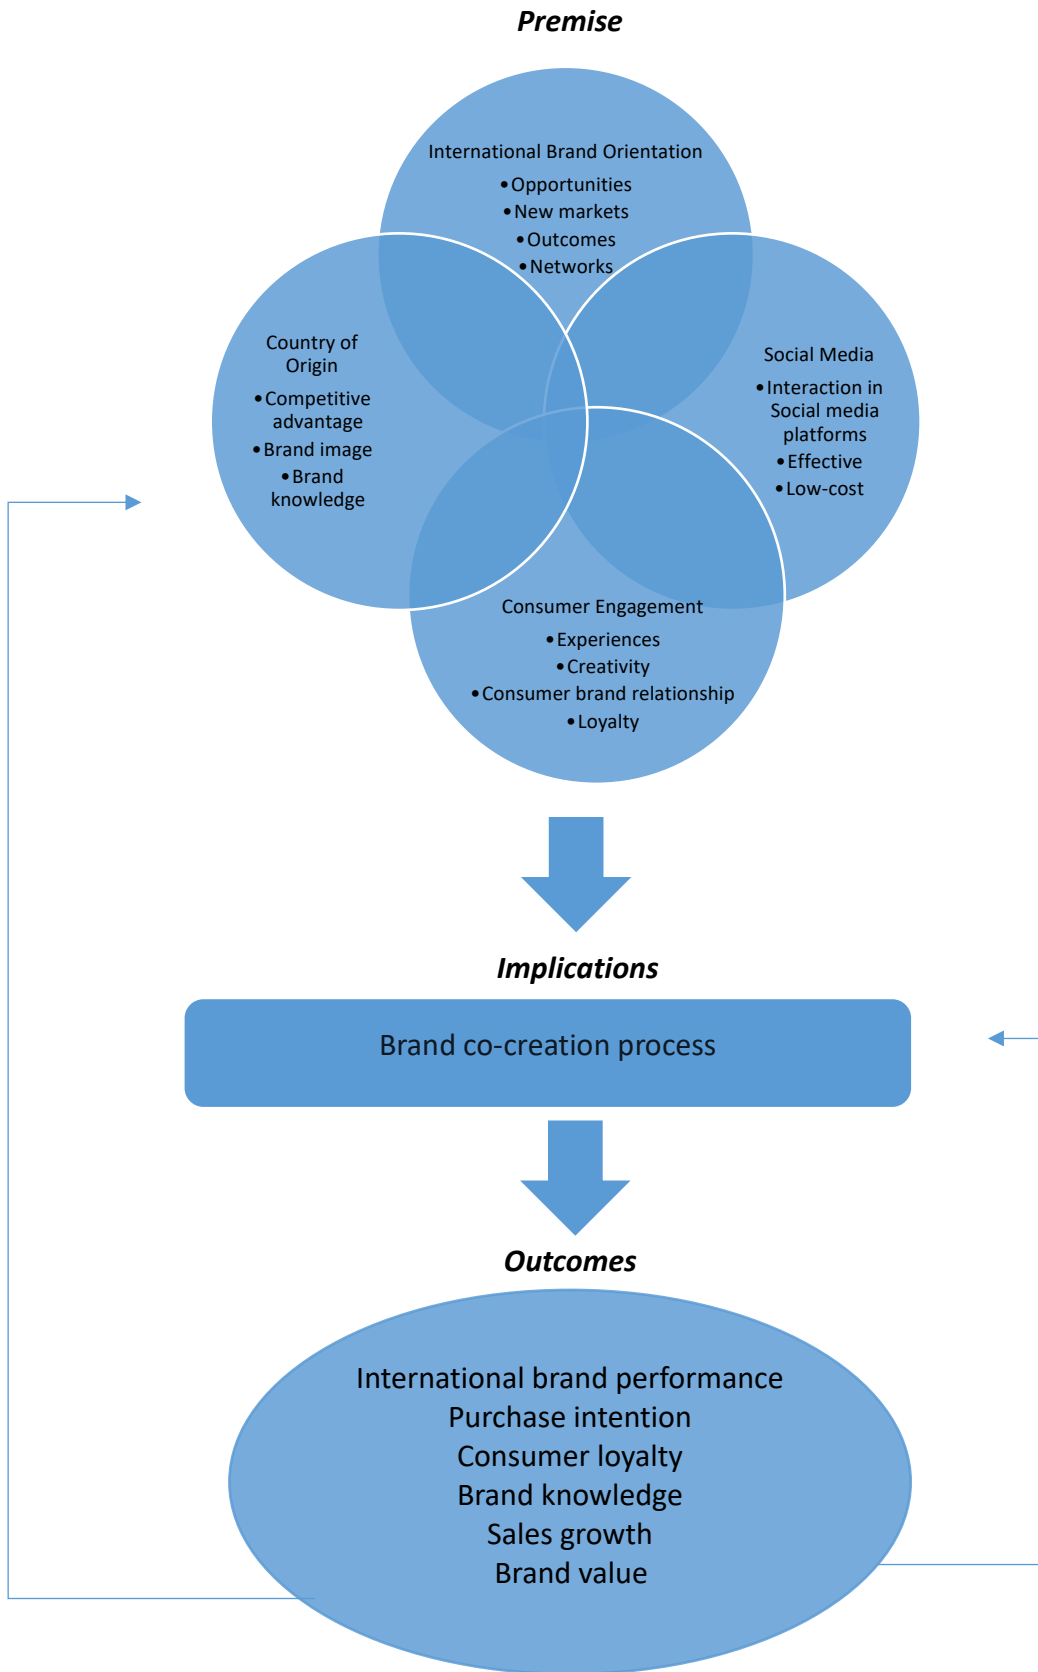 Premise
International Brand Orientation
•Opportunities
•New markets
•Outcomes
•Networks
Country of
Origin
•Competitive
advantage
•Brand image
•Brand
knowledge
Social Media
•Interaction in
Social media
platforms
•Effective
•Low-cost
Consumer Engagement
•Experiences
•Creativity
•Consumer brand relationship
•Loyalty
Implications
Brand co-creation process
Outcomes
International brand performance
Purchase intention
Consumer loyalty
Brand knowledge
Sales growth
Brand value